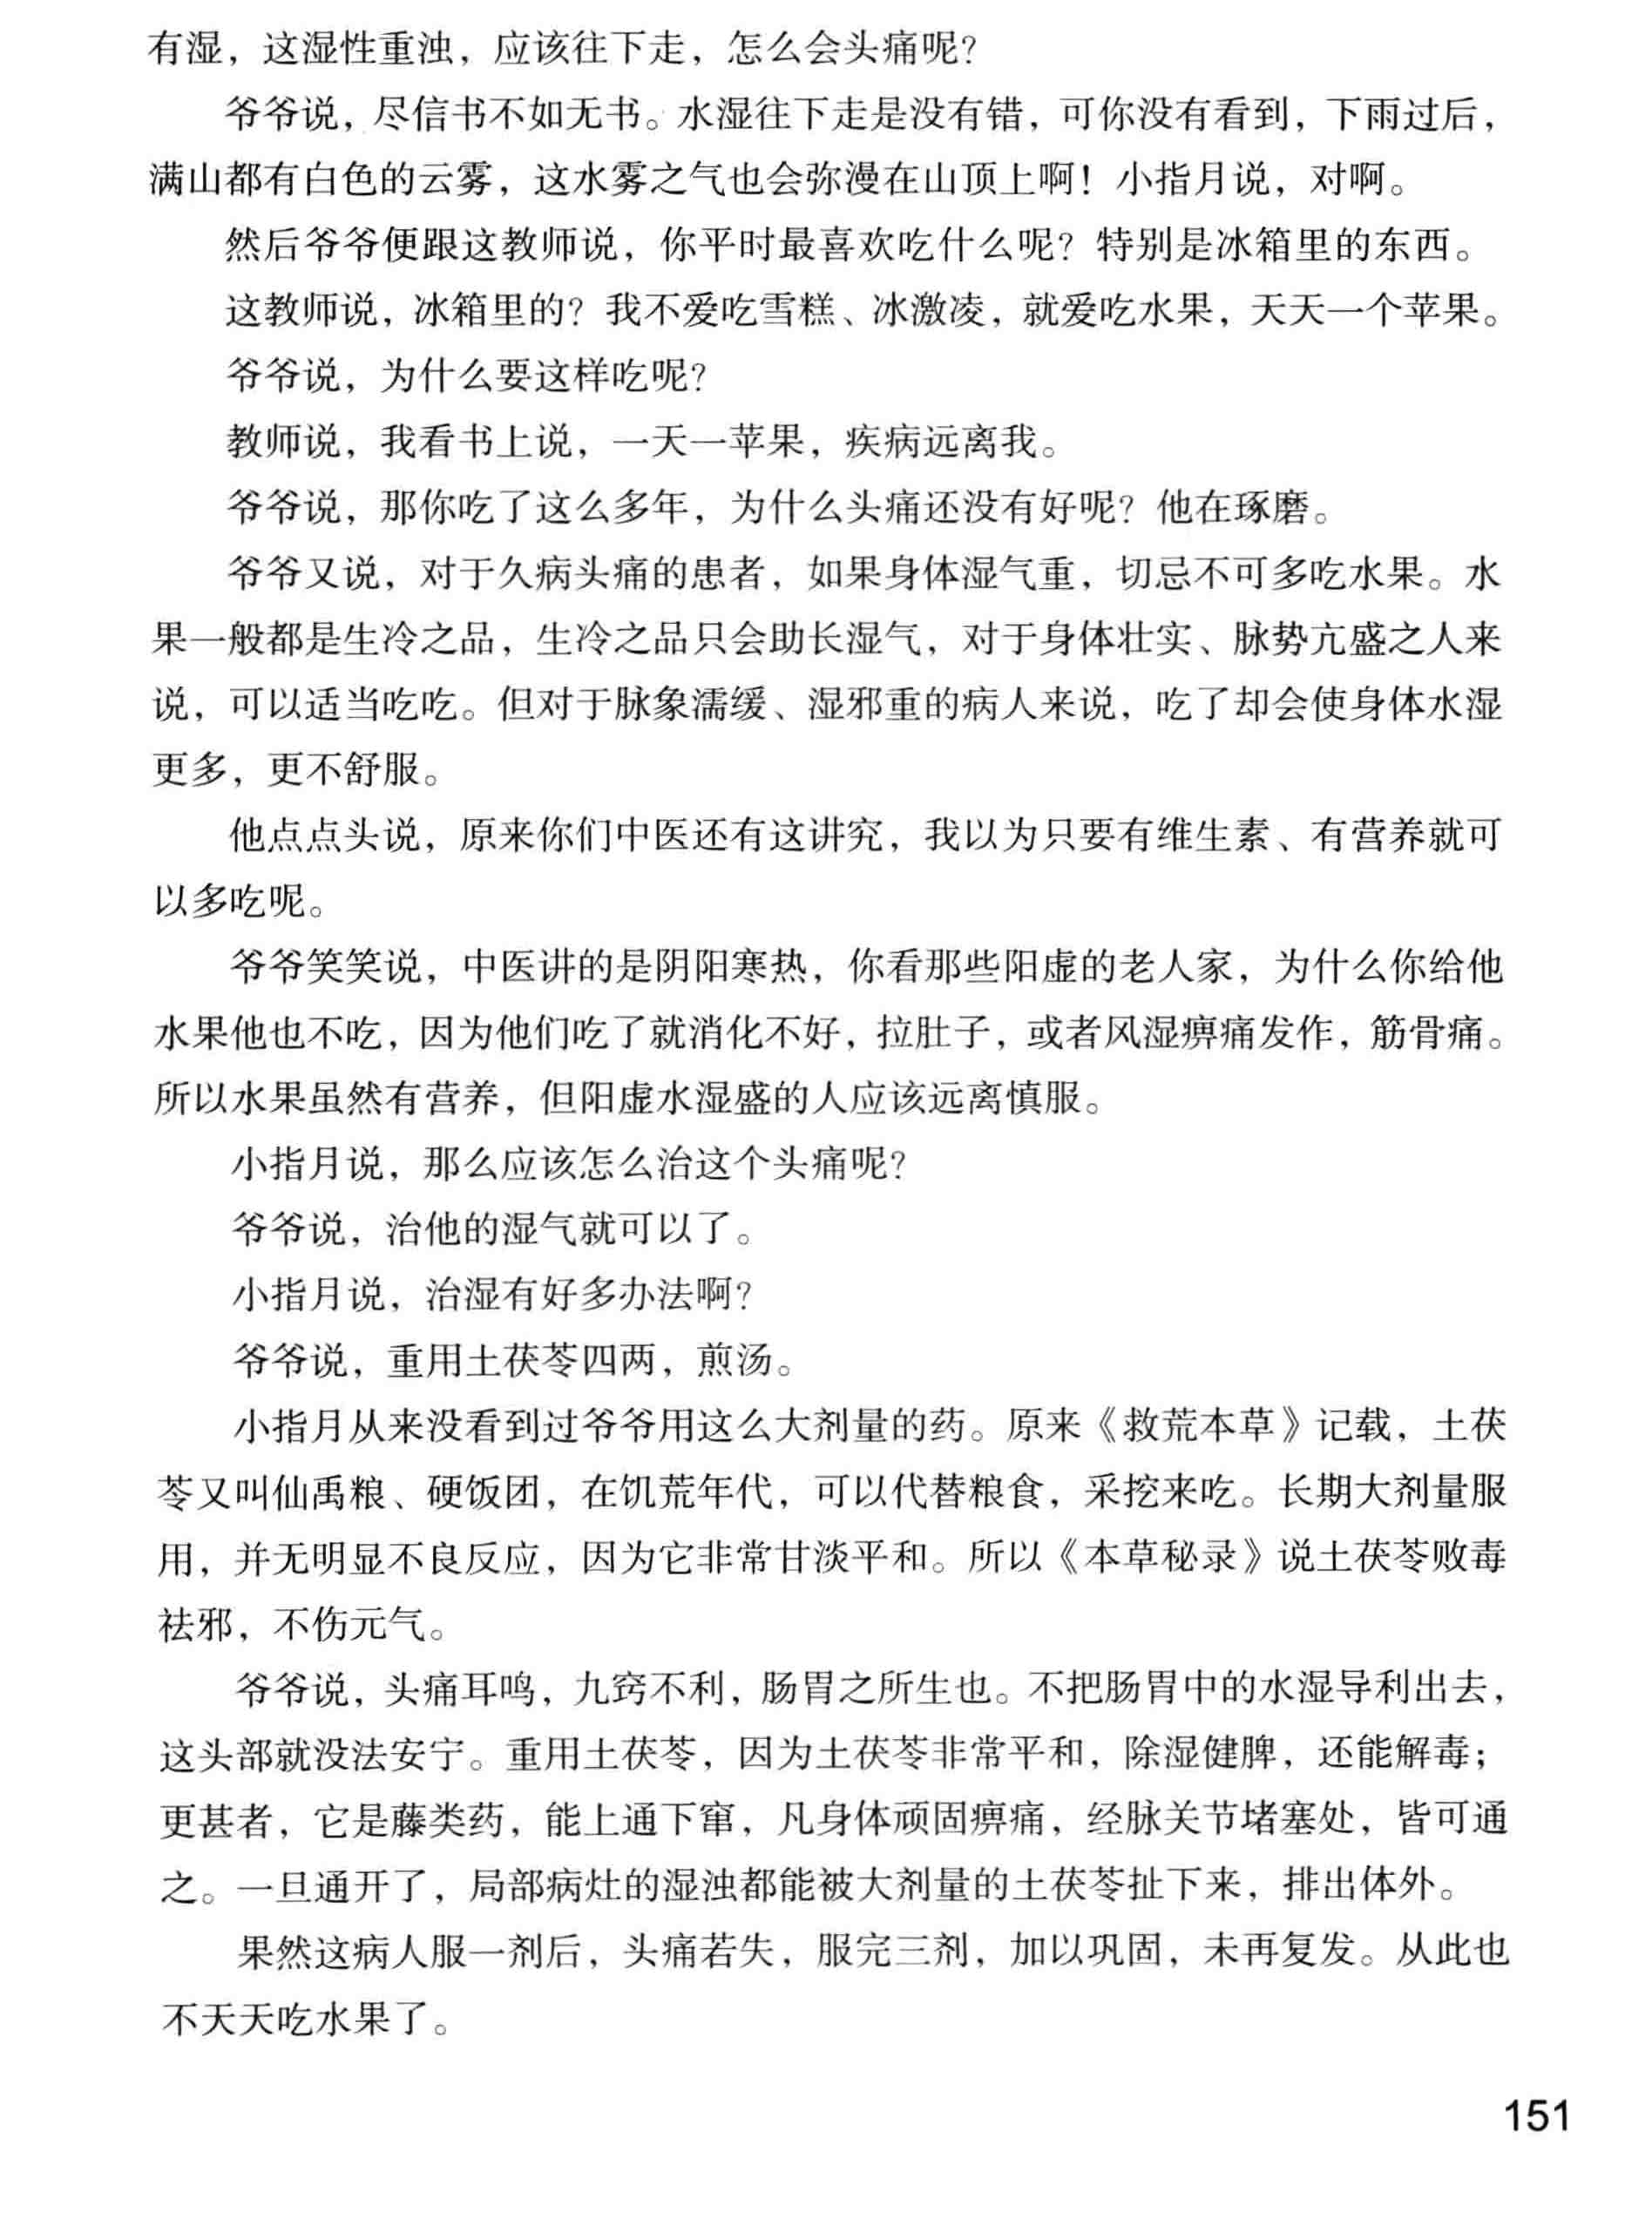 有湿，这湿性重浊，应该往下走，怎么会头痛呢？
爷爷说，尽信书不如无书。水湿往下走是没有错，可你没有看到，下雨过后，
满山都有白色的云雾，这水雾之气也会弥漫在山顶上啊！小指月说，对啊。
然后爷爷便跟这教师说，你平时最喜欢吃什么呢？特别是冰箱里的东西。
这教师说，冰箱里的？我不爱吃雪糕、冰激凌，就爱吃水果，天天一个苹果。
爷爷说，为什么要这样吃呢？
教师说，我看书上说，一天一苹果，疾病远离我。
爷爷说，那你吃了这么多年，为什么头痛还没有好呢？他在琢磨。
爷爷又说，对于久病头痛的患者，如果身体湿气重，切忌不可多吃水果。水
果一般都是生冷之品，生冷之品只会助长湿气，对于身体壮实、脉势亢盛之人来
说，可以适当吃吃。但对于脉象濡缓、湿邪重的病人来说，吃了却会使身体水湿
更多，更不舒服。
他点点头说，原来你们中医还有这讲究，我以为只要有维生素、有营养就可
以多吃呢。
爷爷笑笑说，中医讲的是阴阳寒热，你看那些阳虚的老人家，为什么你给他
水果他也不吃，因为他们吃了就消化不好，拉肚子，或者风湿痹痛发作，筋骨痛。
所以水果虽然有营养，但阳虚水湿盛的人应该远离慎服。
小指月说，那么应该怎么治这个头痛呢？
爷爷说，治他的湿气就可以了。
小指月说，治湿有好多办法啊？
爷爷说，重用土茯苓四两，煎汤。
小指月从来没看到过爷爷用这么大剂量的药。原来《救荒本草》记载，土茯
苓又叫仙禹粮、硬饭团，在饥荒年代，可以代替粮食，采挖来吃。长期大剂量服
用，并无明显不良反应，因为它非常甘淡平和。所以《本草秘录》说土茯苓败毒
祛邪，不伤元气。
爷爷说，头痛耳鸣，九窍不利，肠胃之所生也。不把肠胃中的水湿导利出去，
这头部就没法安宁。重用土茯苓，因为土茯苓非常平和，除湿健脾，还能解毒；
更甚者，它是藤类药，能上通下窜，凡身体顽固痹痛，经脉关节堵塞处，皆可通
之。一旦通开了，局部病灶的湿浊都能被大剂量的土茯苓扯下来，排出体外。
果然这病人服一剂后，头痛若失，服完三剂，加以巩固，未再复发。从此也
不天天吃水果了。
151